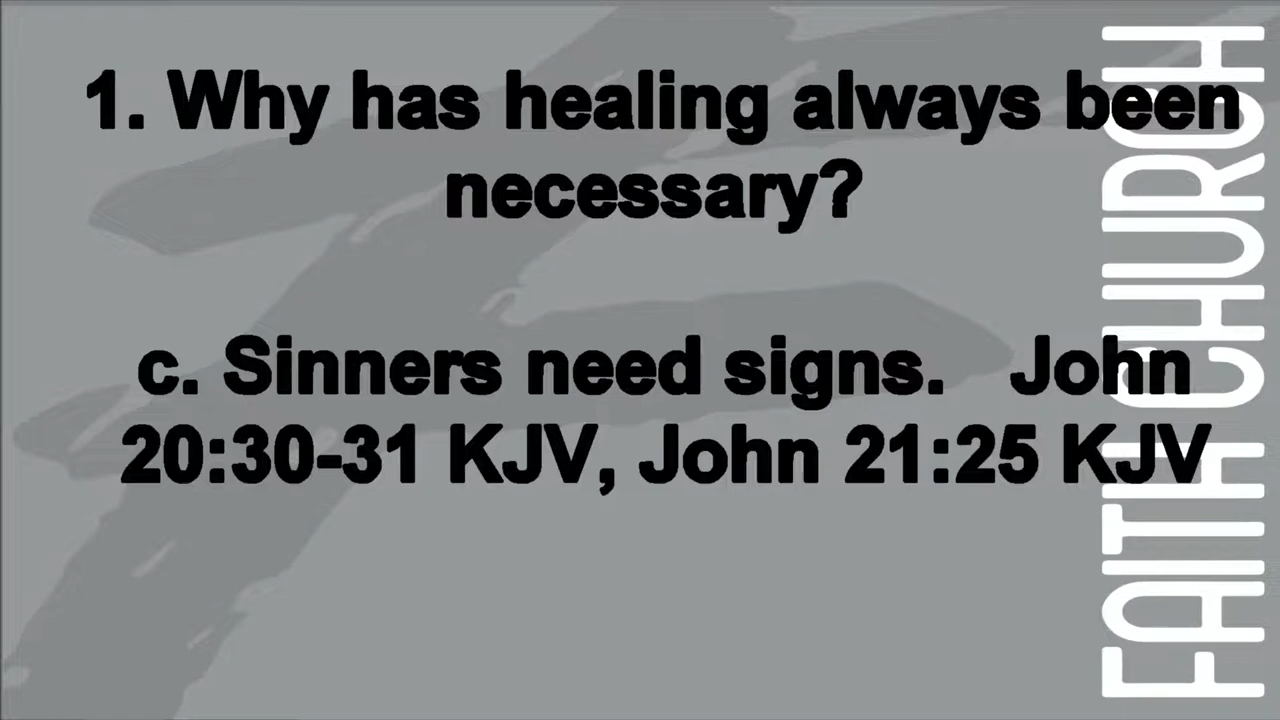 1. Why has healing always been
necessary?
c. Sinners need signs. John
20:30-31 KJV, John 21:25 KJV
FAITH CHURCH